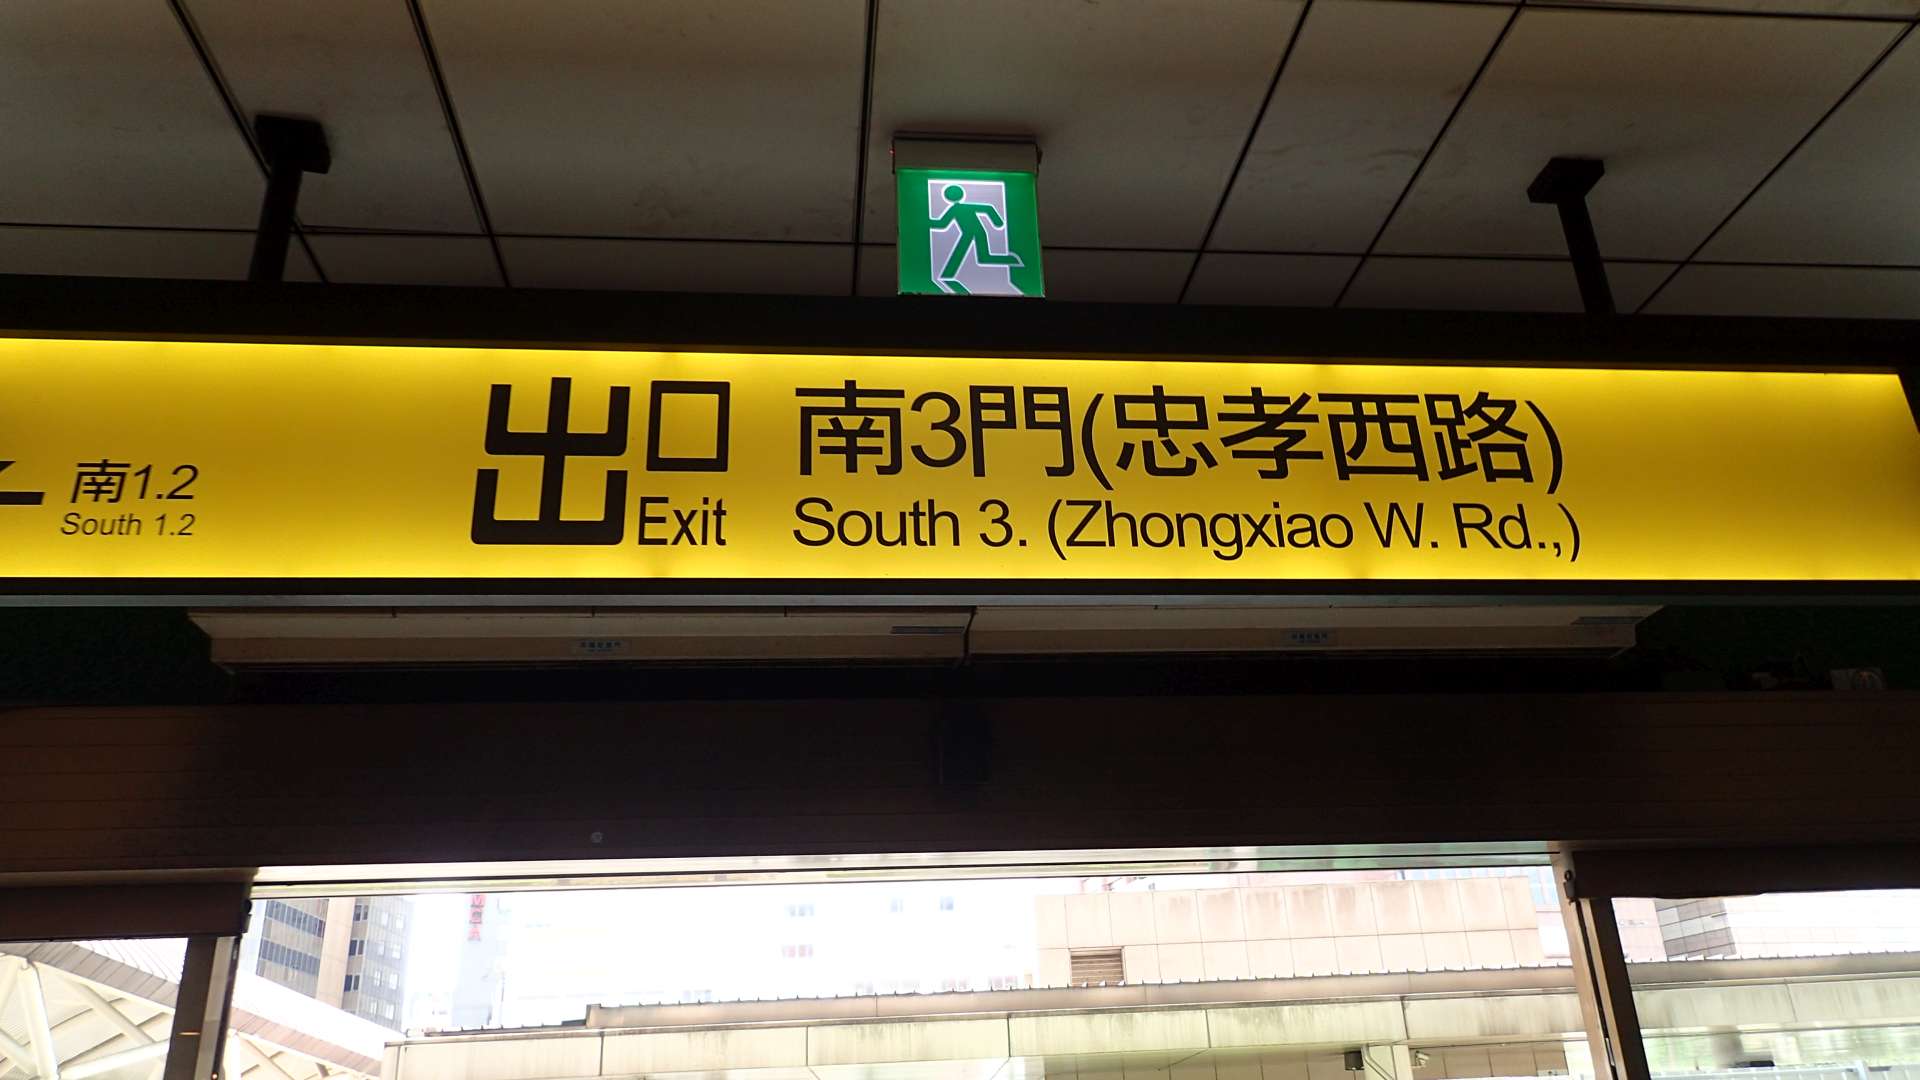 南1.2
South 1.2
出口
Exit
南3門(忠孝西路)
South 3. (Zhongxiao W. Rd.,)